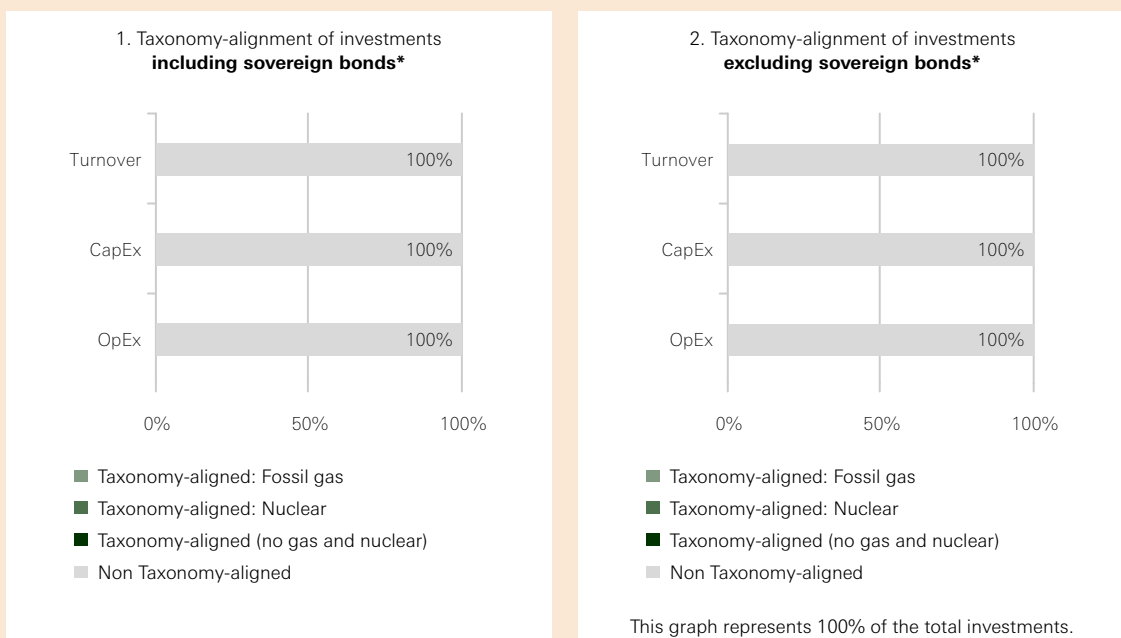 1. Taxonomy-alignment of investments
including sovereign bonds*
Turnover
100%
CapEx
100%
OpEx
100%
0%
50%
100%
Taxonomy-aligned: Fossil gas
Taxonomy-aligned: Nuclear
Taxonomy-aligned (no gas and nuclear)
Non Taxonomy-aligned
2. Taxonomy-alignment of investments
excluding sovereign bonds*
Turnover
100%
CapEx
100%
OpEx
100%
0%
50%
100%
Taxonomy-aligned: Fossil gas
Taxonomy-aligned: Nuclear
Taxonomy-aligned (no gas and nuclear)
Non Taxonomy-aligned
This graph represents 100% of the total investments.